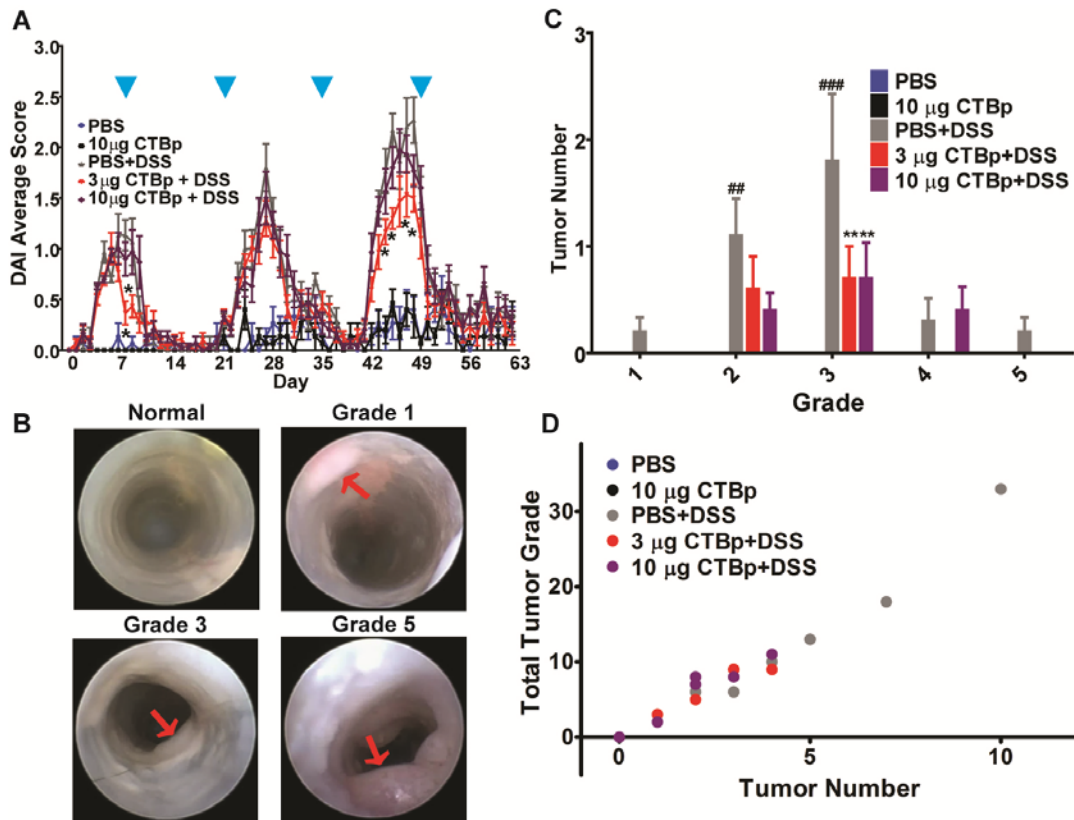 A
3.0
2.5
2.0
1.5
1.0
0.5
0.0
DAI Average Score
PBS
10μg CTBp
PBS+DSS
3μg CTBp + DSS
10μg CTBp + DSS
*
*
*
*
*
*
*
0 7 14 21 28 35 42 49 56 63
Day
B
Normal
Grade 1
Grade 3
Grade 5
C
3
2
1
0
Tumor Number
##
###
** **
PBS
10 μg CTBp
PBS+DSS
3 μg CTBp+DSS
10 μg CTBp+DSS
1 2 3 4 5
Grade
D
PBS
10 μg CTBp
PBS+DSS
3 μg CTBp+DSS
10 μg CTBp+DSS
30
20
10
0
Total Tumor Grade
0 5 10
Tumor Number